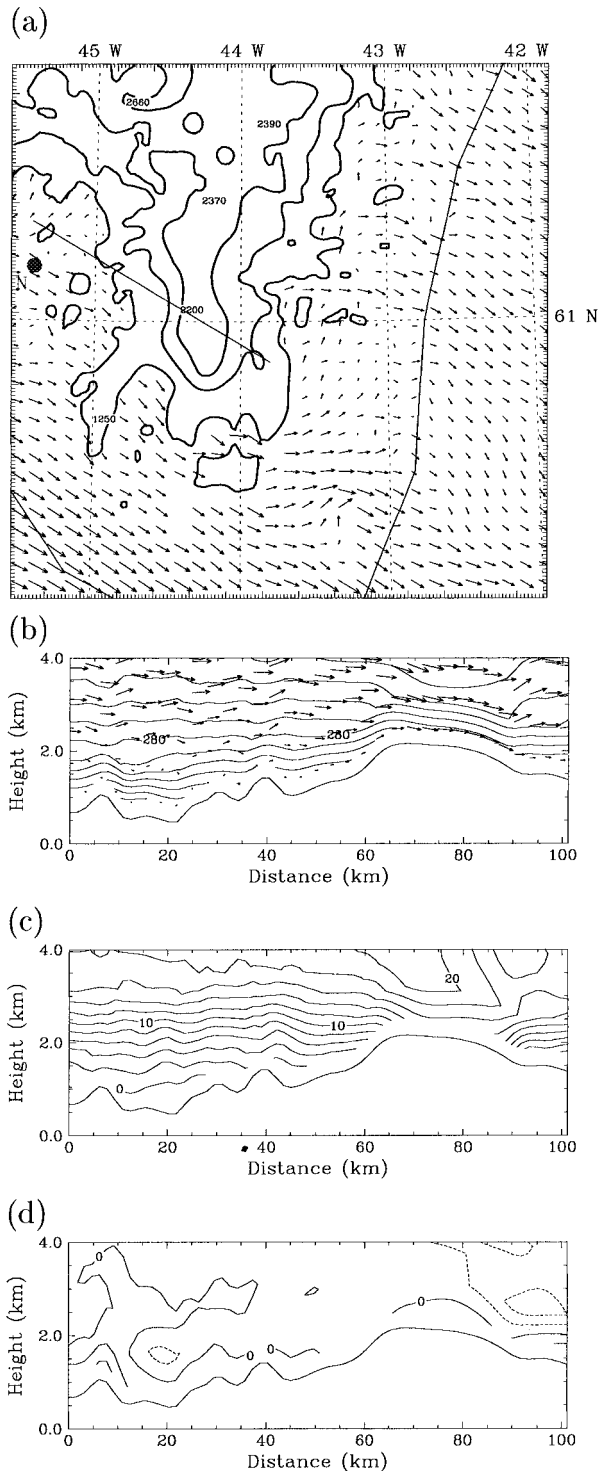 (a)
45 W 44 W 43 W 42 W
2660
2390
2370
N
2200
61 N
1250
(b)
4.0
280 280
2.0
0.0
Height (km)
0 20 40 60 80 100
Distance (km)
(c)
4.0
20
10 10
2.0
0
0.0
Height (km)
0 20 40 60 80 100
Distance (km)
(d)
4.0
0
0
2.0
0 0
0.0
Height (km)
0 20 40 60 80 100
Distance (km)